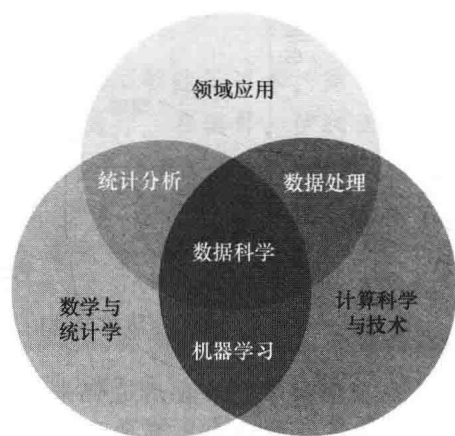 领域应用
统计分析
数据处理
数据科学
数学与
统计学
计算科学
与技术
机器学习